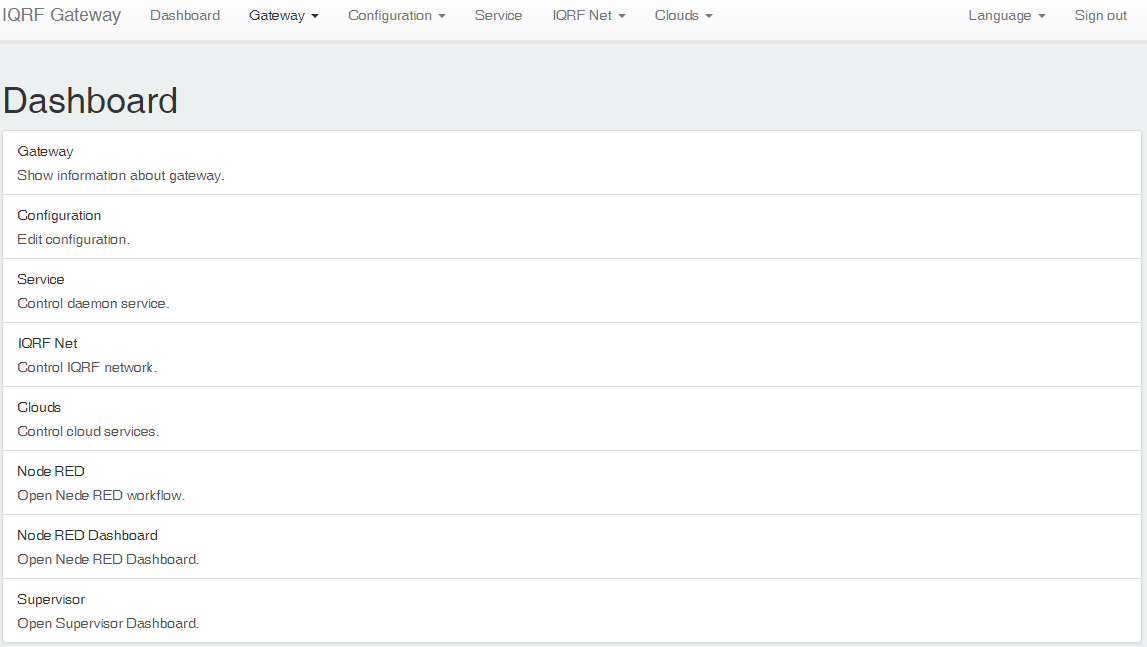 IQRF Gateway Dashboard Gateway Configuration Service IQRF Net Clouds Language Sign out
Dashboard
Gateway
Show information about gateway.
Configuration
Edit configuration.
Service
Control daemon service.
IQRF Net
Control IQRF network.
Clouds
Control cloud services.
Node RED
Open Nede RED workflow.
Node RED Dashboard
Open Nede RED Dashboard.
Supervisor
Open Supervisor Dashboard.